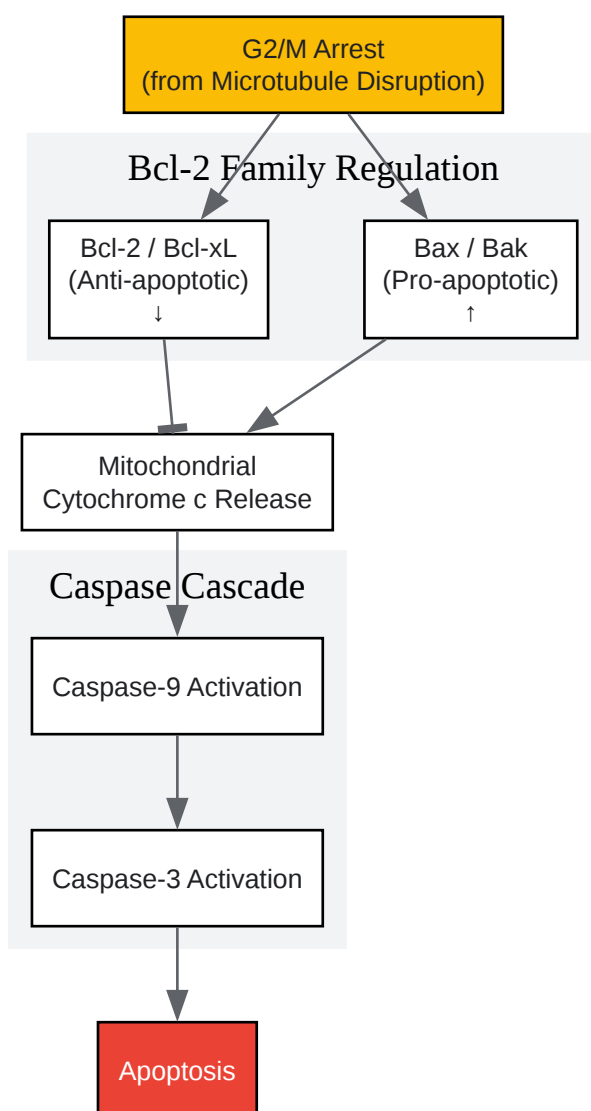 G2/M Arrest
(from Microtubule Disruption)
Bcl-2 Family Regulation
Bcl-2 / Bcl-xL
(Anti-apoptotic)
↓
Bax / Bak
(Pro-apoptotic)
↑
Mitochondrial
Cytochrome c Release
Caspase Cascade
Caspase-9 Activation
Caspase-3 Activation
Apoptosis